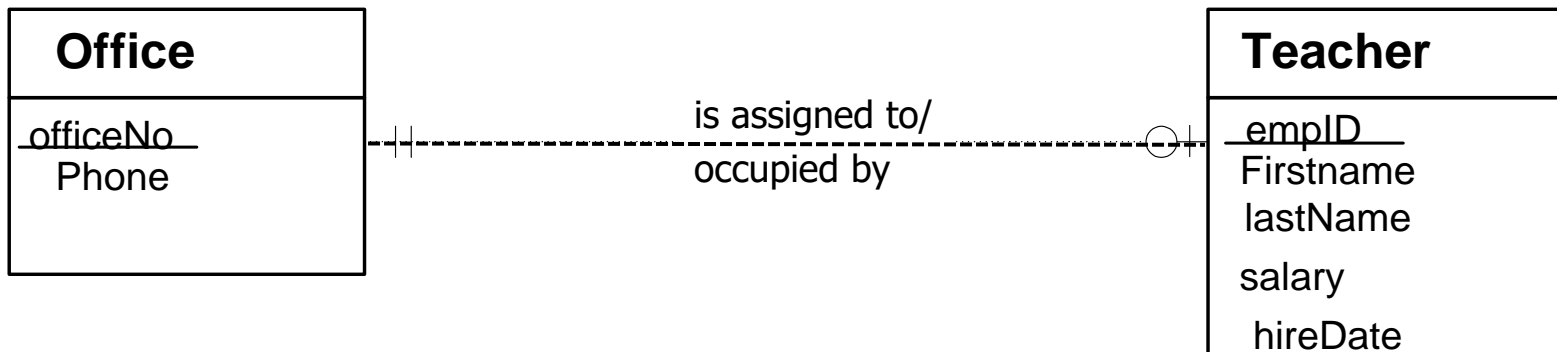 Office
officeNo
Phone
is assigned to/
occupied by
Teacher
empID
Firstname
lastName
salary
hireDate